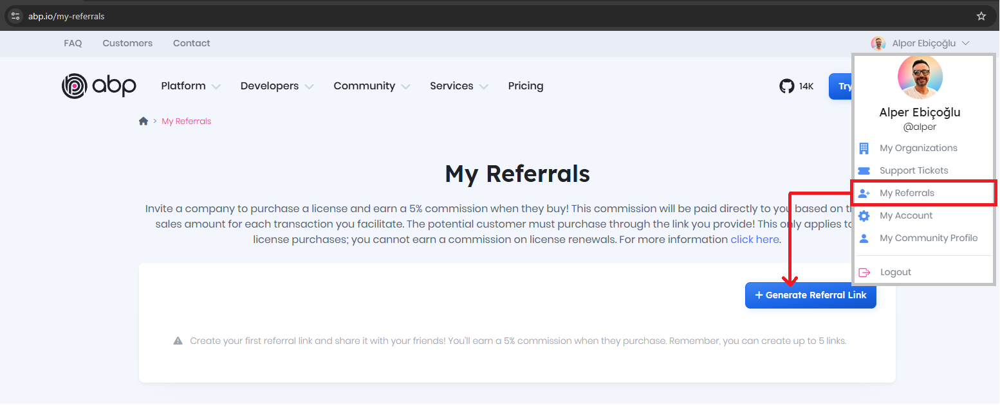 abp.io/my-referrals
FAQ Customers Contact
Alper Ebiçoğlu
abp
Platform Developers Community Services Pricing
14K
Try
My Referrals
Alper Ebiçoğlu
@alper
My Organizations
Support Tickets
My Referrals
My Account
My Community Profile
Logout
My Referrals
Invite a company to purchase a license and earn a 5% commission when they buy! This commission will be paid directly to you based on
sales amount for each transaction you facilitate. The potential customer must purchase through the link you provide! This only applies to
license purchases; you cannot earn a commission on license renewals. For more information click here.
+ Generate Referral Link
Create your first referral link and share it with your friends! You'll earn a 5% commission when they purchase. Remember, you can create up to 5 links.